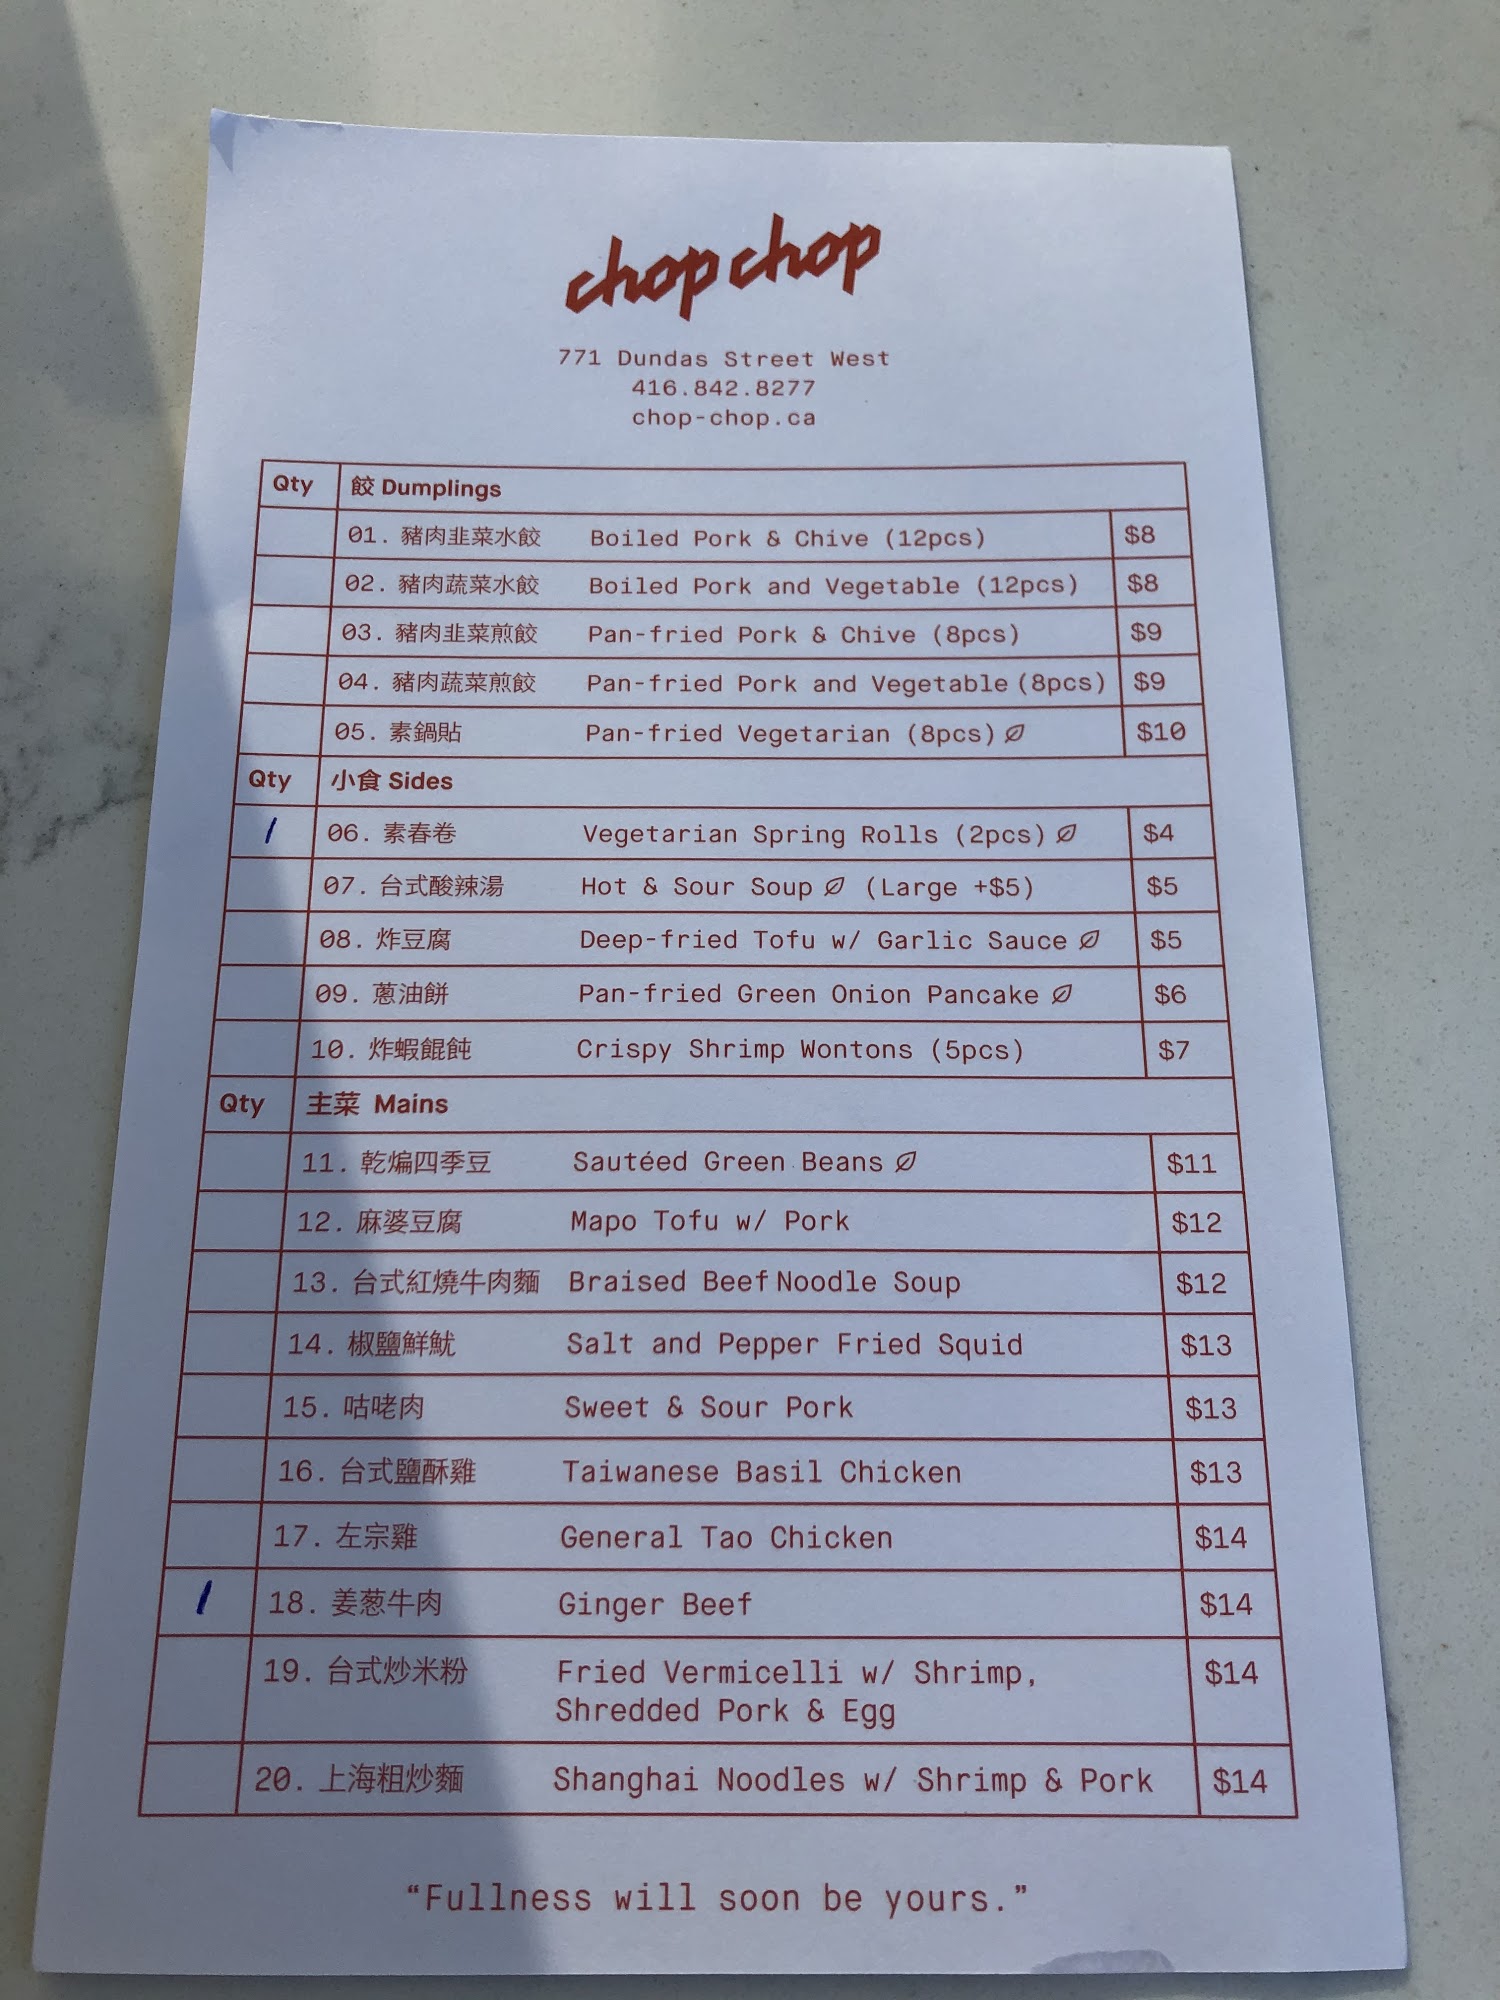 chop chop
771 Dundas Street West
416.842.8277
chop-chop.ca
Qty 餃 Dumplings
01. 豬肉韭菜水餃 Boiled Pork & Chive (12pcs) $8
02. 豬肉蔬菜水餃 Boiled Pork and Vegetable (12pcs) $8
03. 豬肉韭菜煎餃 Pan-fried Pork & Chive (8pcs) $9
04. 豬肉蔬菜煎餃 Pan-fried Pork and Vegetable (8pcs) $9
05. 素鍋貼 Pan-fried Vegetarian (8pcs) $10
Qty 小食 Sides
1 06. 素春卷 Vegetarian Spring Rolls (2pcs) $4
07. 台式酸辣湯 Hot & Sour Soup (Large +$5) $5
08. 炸豆腐 Deep-fried Tofu w/ Garlic Sauce $5
09. 蔥油餅 Pan-fried Green Onion Pancake $6
10. 炸蝦餛飩 Crispy Shrimp Wontons (5pcs) $7
Qty 主菜 Mains
11. 乾煸四季豆 Sautéed Green Beans $11
12. 麻婆豆腐 Mapo Tofu w/ Pork $12
13. 台式紅燒牛肉麵 Braised Beef Noodle Soup $12
14. 椒鹽鮮魷 Salt and Pepper Fried Squid $13
15. 咕咾肉 Sweet & Sour Pork $13
16. 台式鹽酥雞 Taiwanese Basil Chicken $13
17. 左宗雞 General Tao Chicken $14
1 18. 姜葱牛肉 Ginger Beef $14
19. 台式炒米粉 Fried Vermicelli w/ Shrimp, $14
Shredded Pork & Egg
20. 上海粗炒麵 Shanghai Noodles w/ Shrimp & Pork $14
“Fullness will soon be yours.”